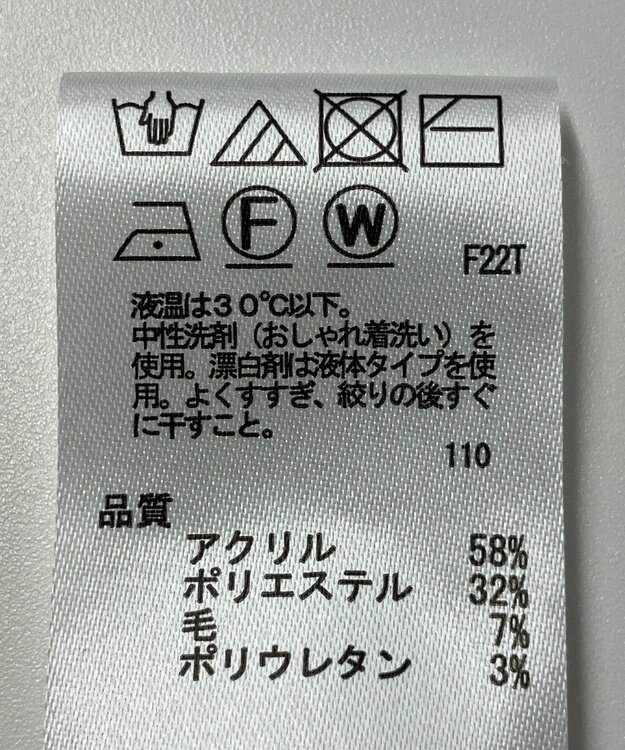 F W
F22T
液温は30℃以下。
中性洗剤（おしゃれ着洗い）を
使用。漂白剤は液体タイプを使
用。よくすすぎ、絞りの後すぐ
に干すこと。
110
品質
アクリル 58%
ポリエステル 32%
毛 7%
ポリウレタン 3%